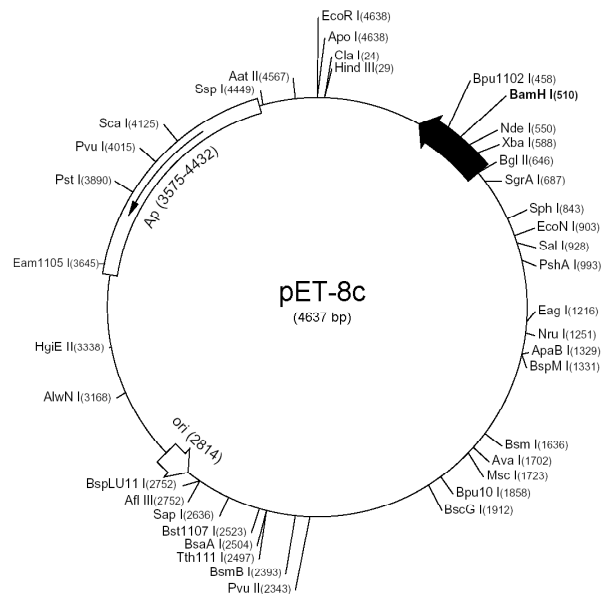 EcoR I(4638)
Apo I(4638)
Cla I(24)
Hind III(29)
Bpu1102 I(458)
BamH I(510)
Nde I(550)
Xba I(588)
Bgl II(646)
SgrA I(687)
Sph I(843)
EcoN I(903)
Sal I(928)
PshA I(993)
Eag I(1216)
Nru I(1251)
ApaB I(1329)
BspM I(1331)
Bsm I(1636)
Ava I(1702)
Msc I(1723)
Bpu10 I(1858)
BscG I(1912)
Pvu II(2343)
BsmB I(2393)
Tth111 I(2497)
BsaA I(2504)
Bst1107 I(2523)
Sap I(2636)
Afl III(2752)
BspLU11 I(2752)
ori (2814)
AlwN I(3168)
HgiE II(3338)
Eam1105 I(3645)
Pst I(3890)
Pvu I(4015)
Sca I(4125)
Ssp I(4449)
Aat II(4567)
Ap (3575-4432)
pET-8c
(4637 bp)